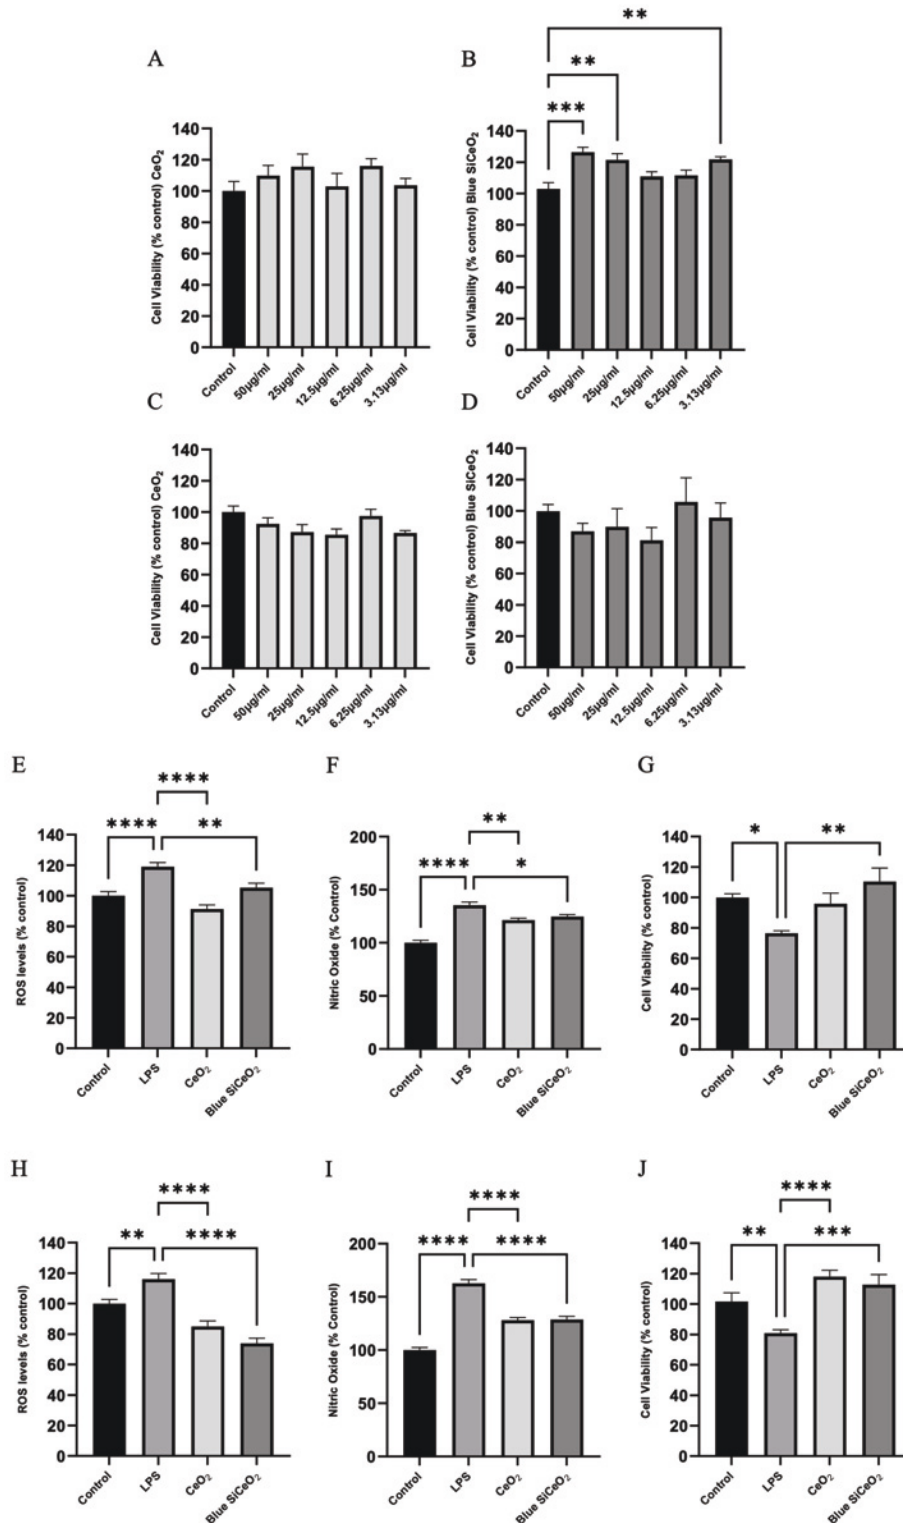 A
Cell Viability (% control) CeO₂
140
120
100
80
60
40
20
0
Control
50µg/ml
25µg/ml
12.5µg/ml
6.25µg/ml
3.13µg/ml
B
**
**
***
Cell Viability (% control) Blue SiCeO₂
140
120
100
80
60
40
20
0
Control
50µg/ml
25µg/ml
12.5µg/ml
6.25µg/ml
3.13µg/ml
C
Cell Viability (% control) CeO₂
140
120
100
80
60
40
20
0
Control
50µg/ml
25µg/ml
12.5µg/ml
6.25µg/ml
3.13µg/ml
D
Cell Viability (% control) Blue SiCeO₂
140
120
100
80
60
40
20
0
Control
50µg/ml
25µg/ml
12.5µg/ml
6.25µg/ml
3.13µg/ml
E
****
**** **
ROS levels (% control)
140
120
100
80
60
40
20
0
Control
LPS
CeO₂
Blue SiCeO₂
F
**
**** *
Nitric Oxide (% Control)
200
150
100
50
0
Control
LPS
CeO₂
Blue SiCeO₂
G
* **
Cell Viability (% control)
140
120
100
80
60
40
20
0
Control
LPS
CeO₂
Blue SiCeO₂
H
****
** ****
ROS levels (% control)
140
120
100
80
60
40
20
0
Control
LPS
CeO₂
Blue SiCeO₂
I
****
**** ****
Nitric Oxide (% Control)
200
150
100
50
0
Control
LPS
CeO₂
Blue SiCeO₂
J
****
** ***
Cell Viability (% control)
140
120
100
80
60
40
20
0
Control
LPS
CeO₂
Blue SiCeO₂